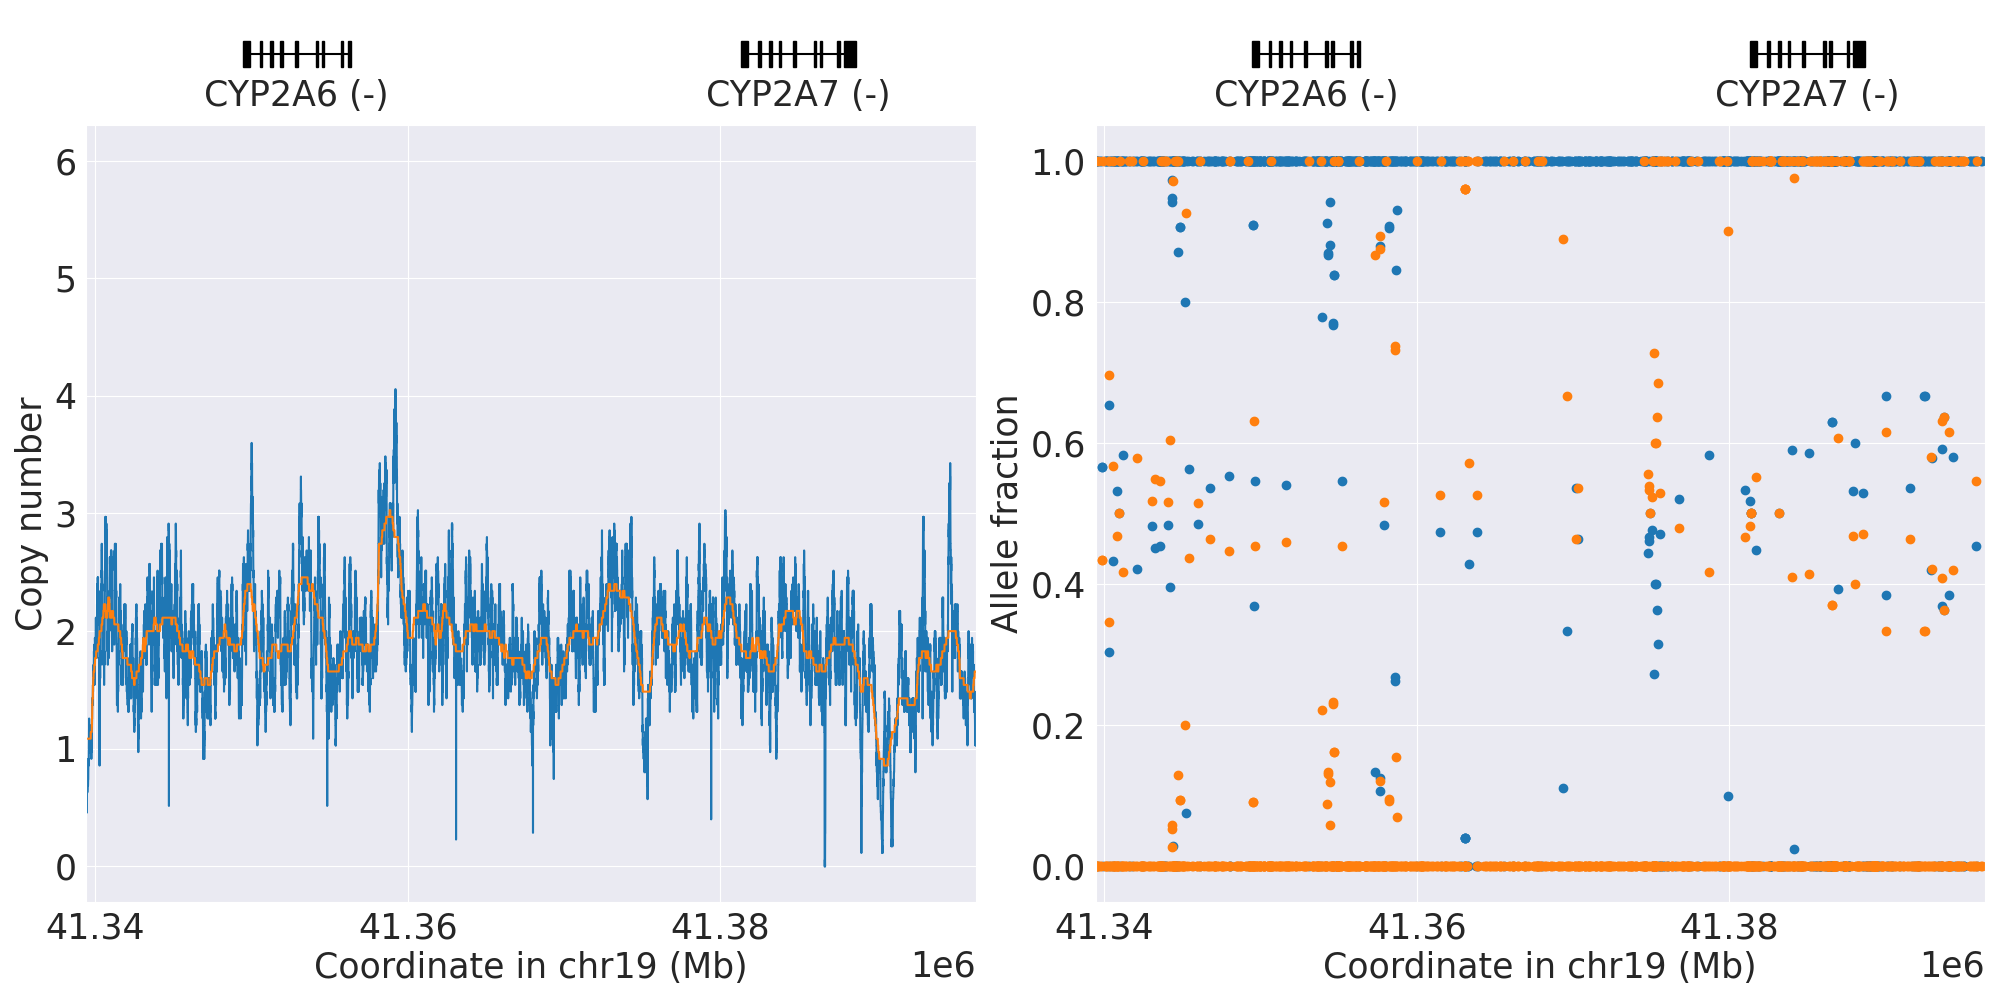 CYP2A6 (-)
CYP2A7 (-)
Copy number
6
5
4
3
2
1
0
41.34
41.36
41.38
Coordinate in chr19 (Mb)
1e6
CYP2A6 (-)
CYP2A7 (-)
Allele fraction
1.0
0.8
0.6
0.4
0.2
0.0
41.34
41.36
41.38
Coordinate in chr19 (Mb)
1e6